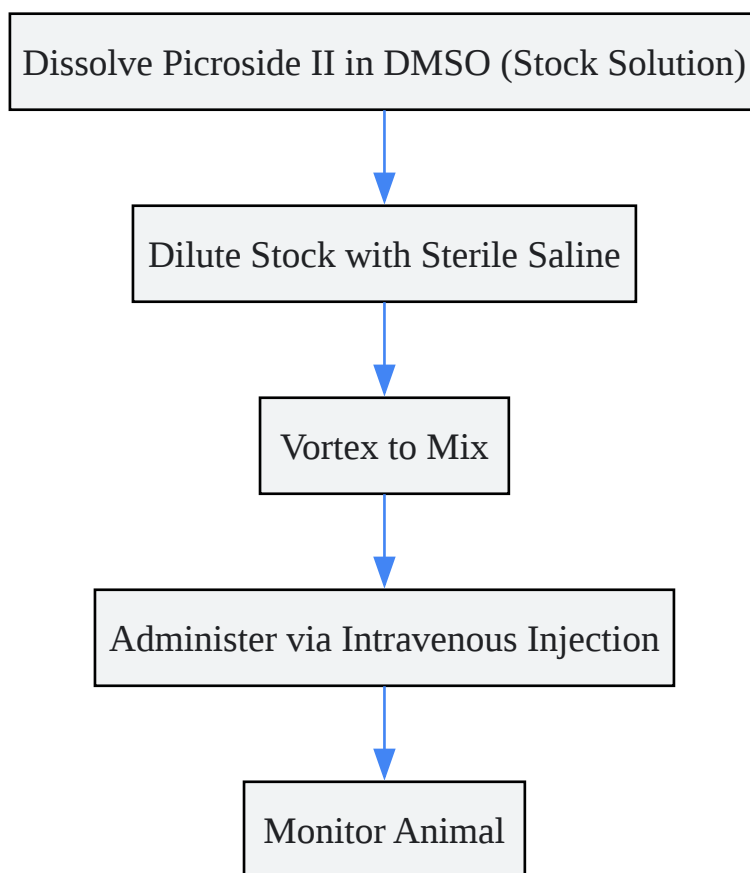 Dissolve Picroside II in DMSO (Stock Solution)
Dilute Stock with Sterile Saline
Vortex to Mix
Administer via Intravenous Injection
Monitor Animal